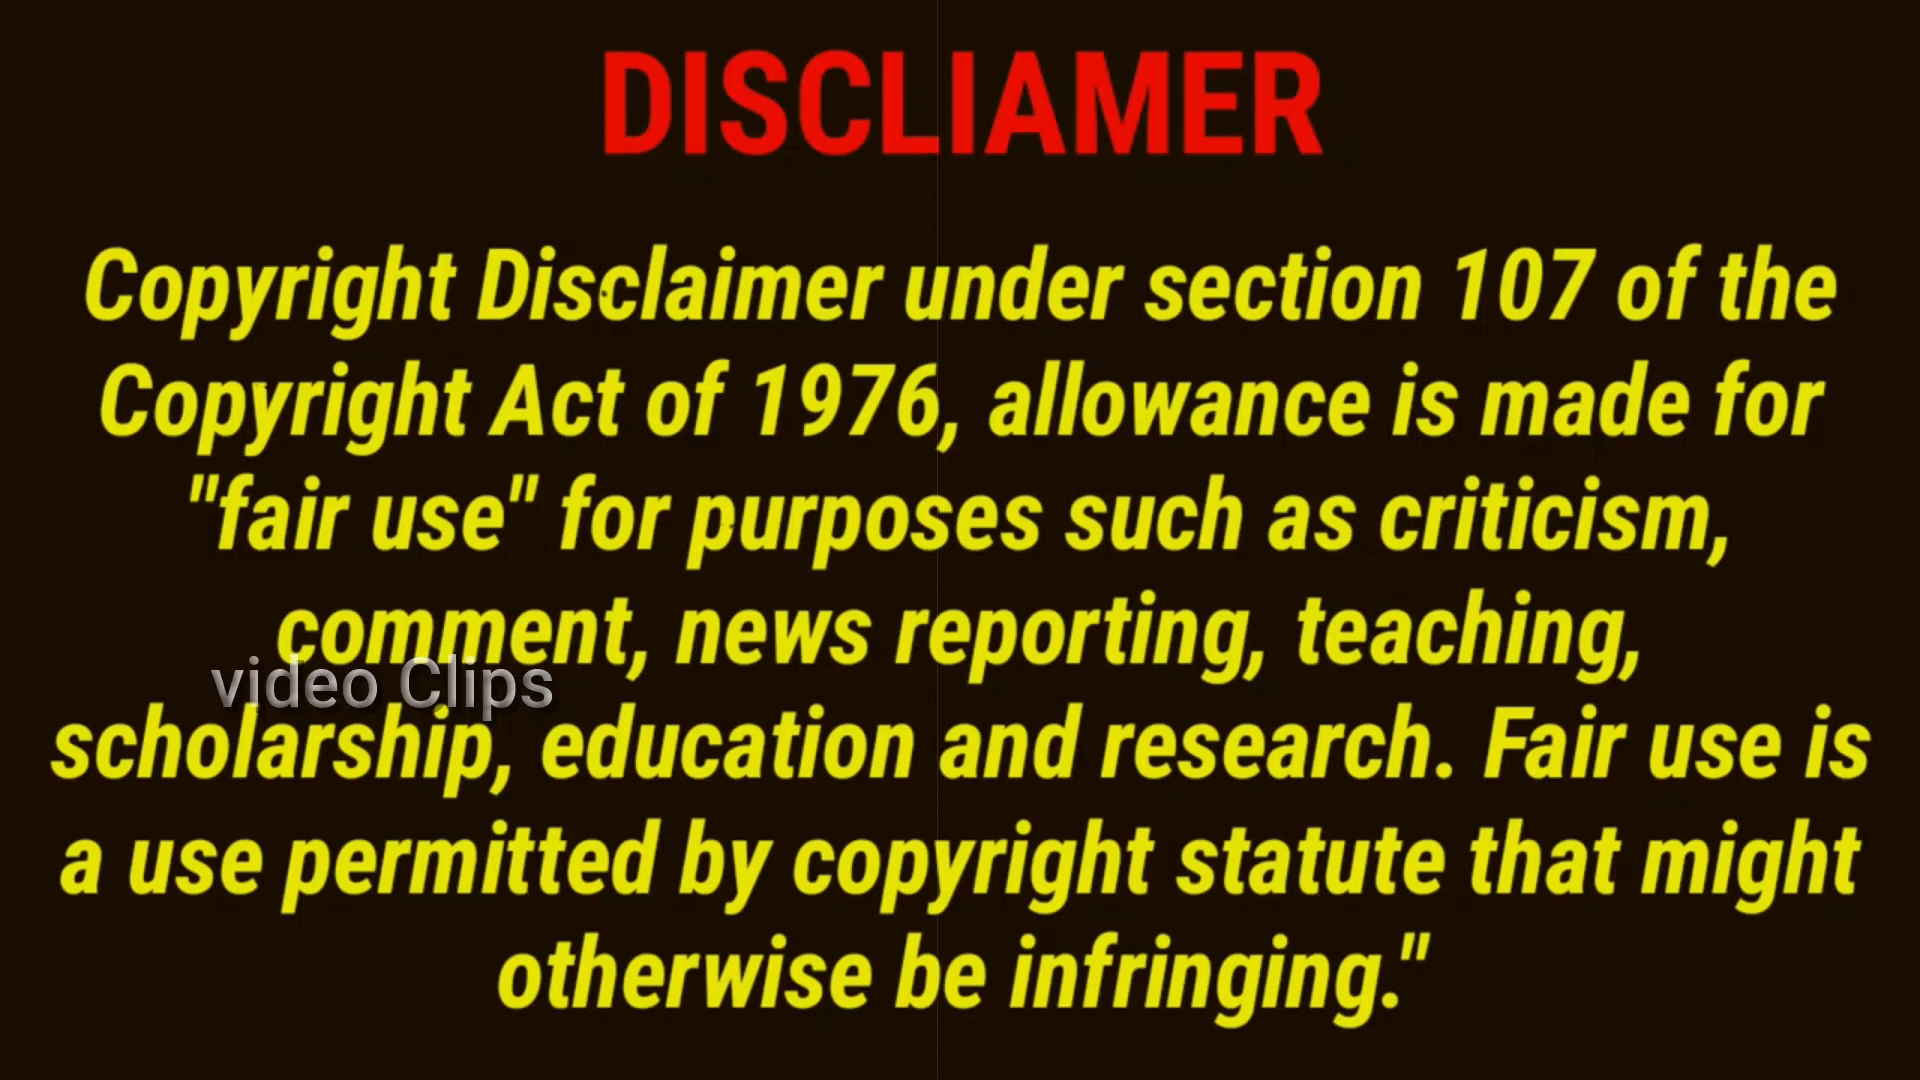 DISCLIAMER
Copyright Disclaimer under section 107 of the
Copyright Act of 1976, allowance is made for
"fair use" for purposes such as criticism,
comment, news reporting, teaching,
video Clips
scholarship, education and research. Fair use is
a use permitted by copyright statute that might
otherwise be infringing."